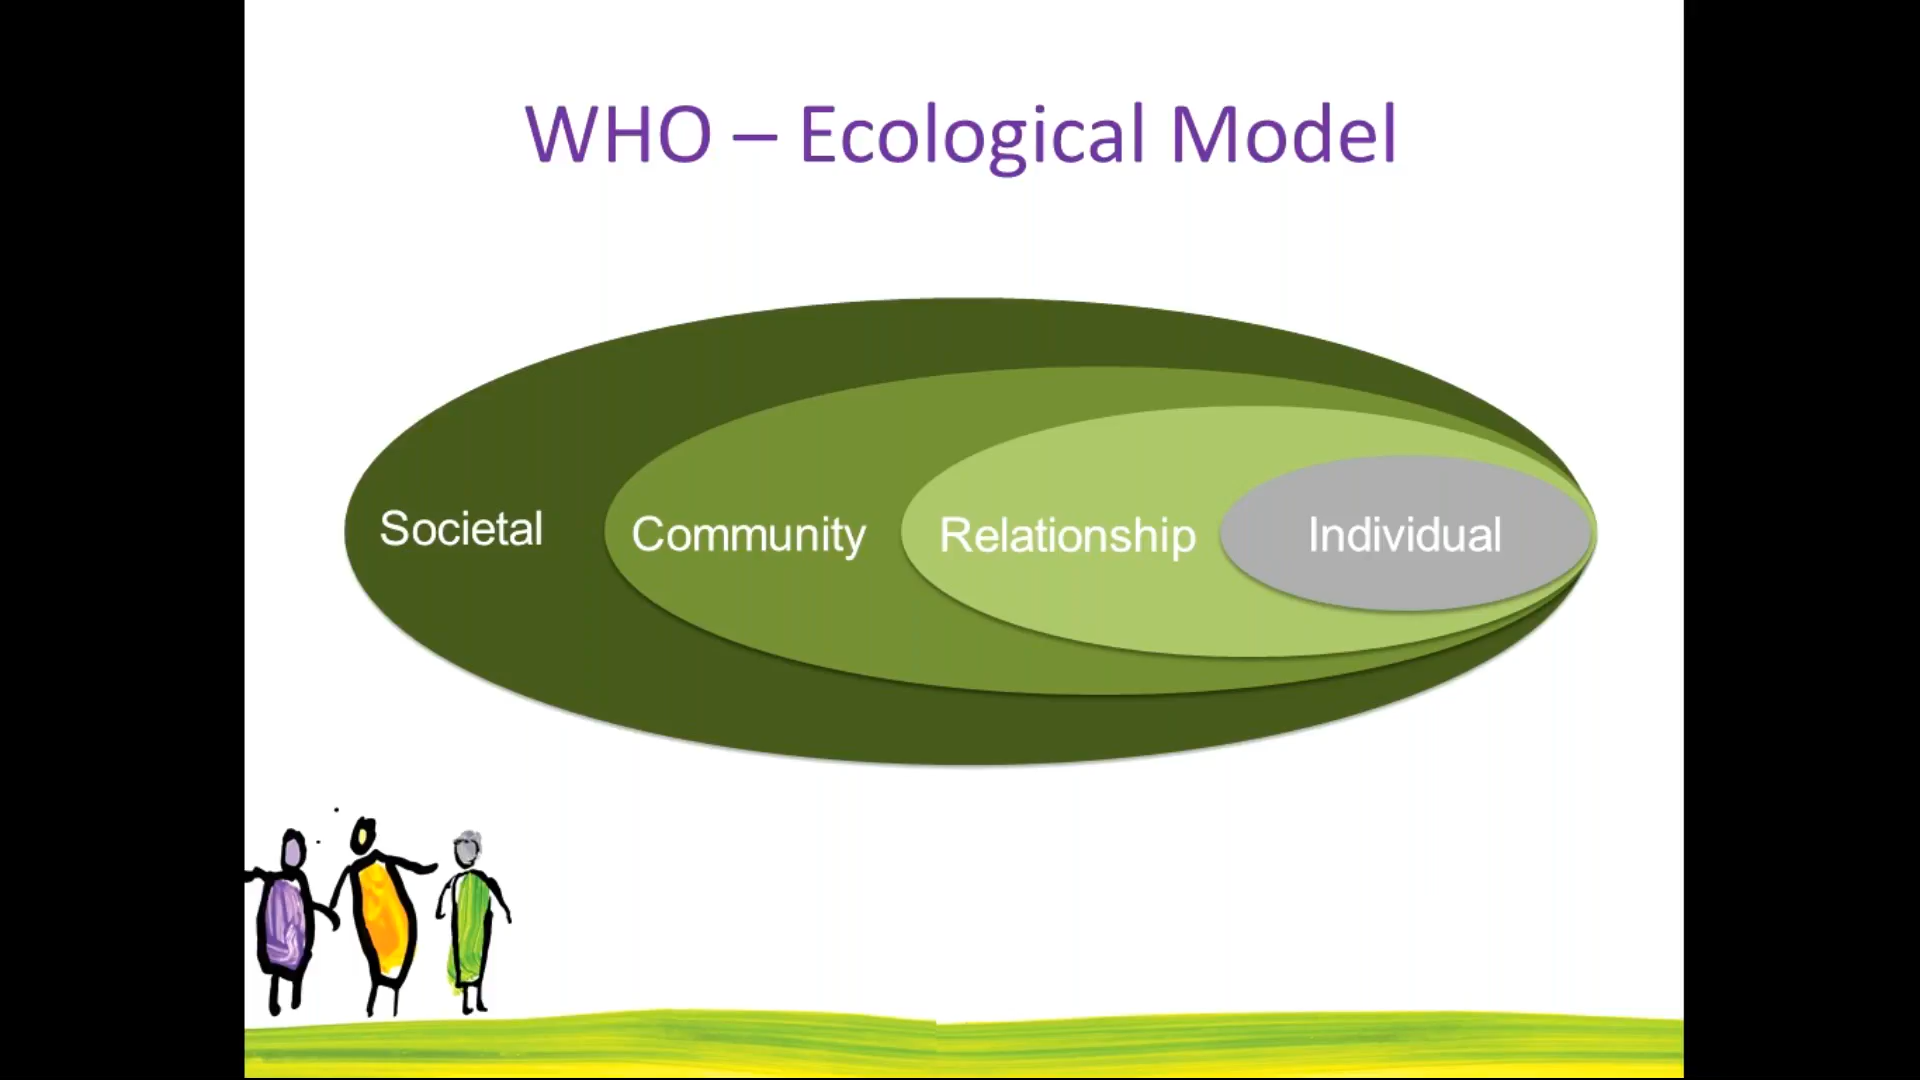 WHO – Ecological Model
Societal
Community
Relationship
Individual